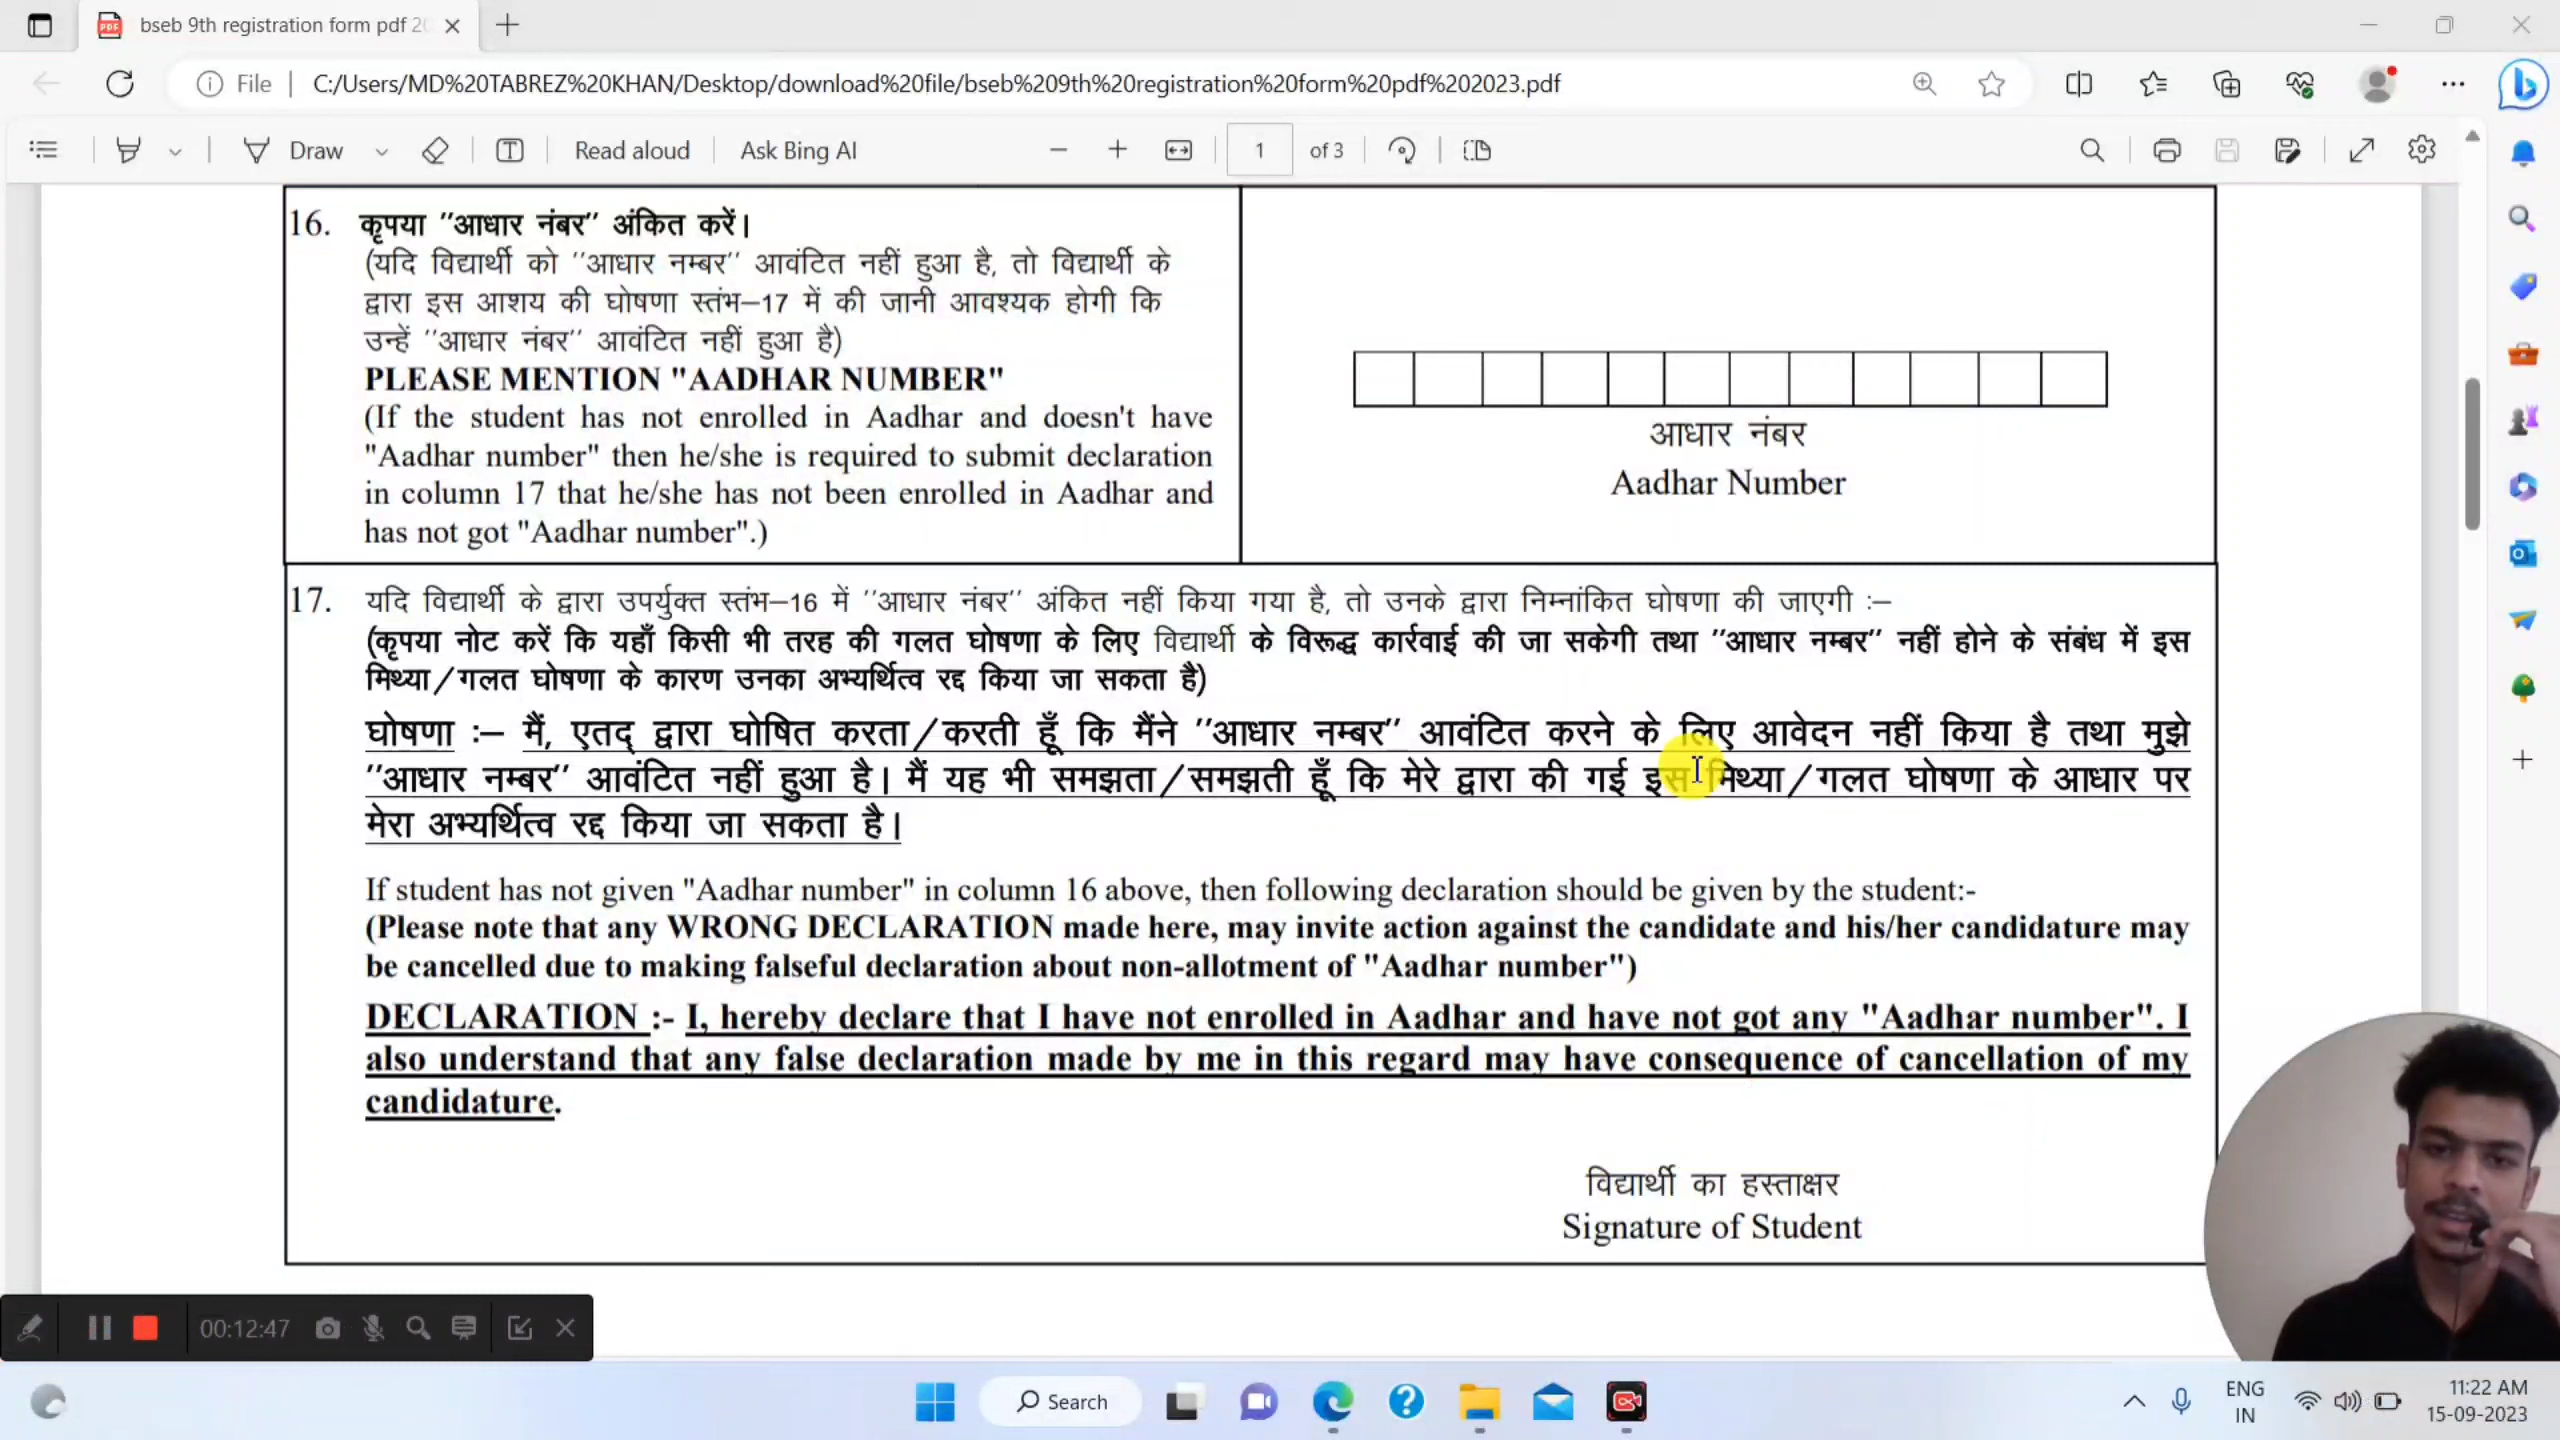 bseb 9th registration form pdf 20
File
C:/Users/MD%20TABREZ%20KHAN/Desktop/download%20file/bseb%209th%20registration%20form%20pdf%202023.pdf
Draw
Read aloud
Ask Bing AI
1 of 3
16. कृपया ''आधार नंबर'' अंकित करें।
(यदि विद्यार्थी को ''आधार नम्बर'' आवंटित नहीं हुआ है, तो विद्यार्थी के
द्वारा इस आशय की घोषणा स्तंभ–17 में की जानी आवश्यक होगी कि
उन्हें ''आधार नंबर'' आवंटित नहीं हुआ है)
PLEASE MENTION "AADHAR NUMBER"
(If the student has not enrolled in Aadhar and doesn't have
"Aadhar number" then he/she is required to submit declaration
in column 17 that he/she has not been enrolled in Aadhar and
has not got "Aadhar number".)
आधार नंबर
Aadhar Number
17. यदि विद्यार्थी के द्वारा उपर्युक्त स्तंभ–16 में ''आधार नंबर'' अंकित नहीं किया गया है, तो उनके द्वारा निम्नांकित घोषणा की जाएगी :–
(कृपया नोट करें कि यहाँ किसी भी तरह की गलत घोषणा के लिए विद्यार्थी के विरूद्ध कार्रवाई की जा सकेगी तथा ''आधार नम्बर'' नहीं होने के संबंध में इस
मिथ्या/गलत घोषणा के कारण उनका अभ्यर्थित्व रद्द किया जा सकता है)
घोषणा :– मैं, एतद् द्वारा घोषित करता/करती हूँ कि मैंने ''आधार नम्बर'' आवंटित करने के लिए आवेदन नहीं किया है तथा मुझे
''आधार नम्बर'' आवंटित नहीं हुआ है। मैं यह भी समझता/समझती हूँ कि मेरे द्वारा की गई इस मिथ्या/गलत घोषणा के आधार पर
मेरा अभ्यर्थित्व रद्द किया जा सकता है।
If student has not given "Aadhar number" in column 16 above, then following declaration should be given by the student:-
(Please note that any WRONG DECLARATION made here, may invite action against the candidate and his/her candidature may
be cancelled due to making falseful declaration about non-allotment of "Aadhar number")
DECLARATION :- I, hereby declare that I have not enrolled in Aadhar and have not got any "Aadhar number". I
also understand that any false declaration made by me in this regard may have consequence of cancellation of my
candidature.
विद्यार्थी का हस्ताक्षर
Signature of Student
00:12:47
Search
ENG
IN
11:22 AM
15-09-2023